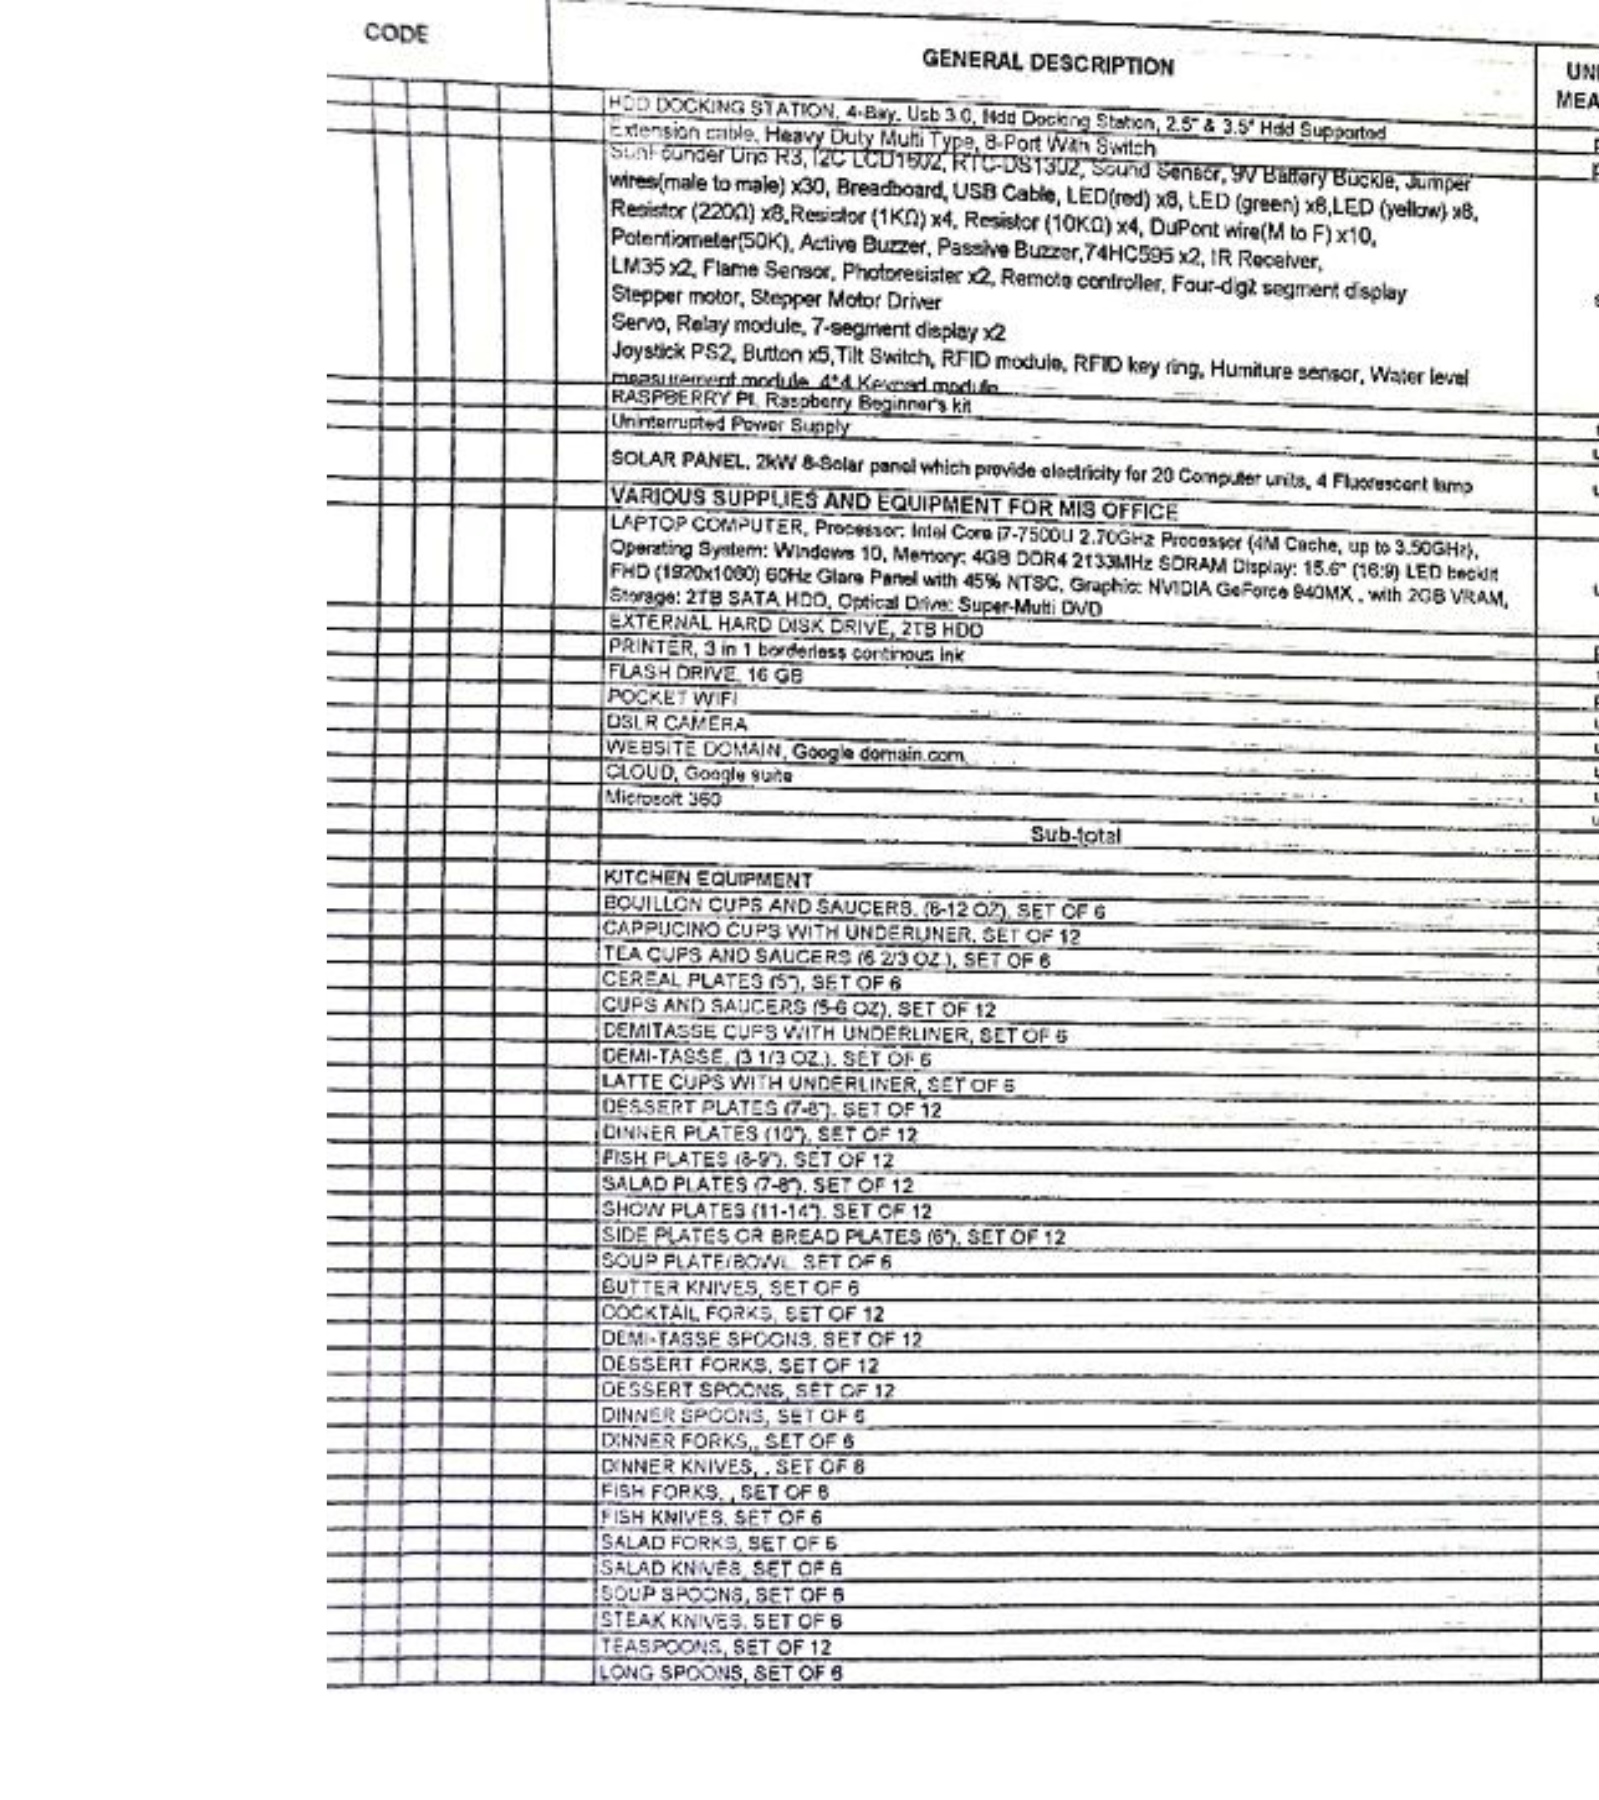 CODE
GENERAL DESCRIPTION
UNI
MEA
HDD DOCKING STATION, 4-Bay, Usb 3.0, Hdd Docking Station, 2.5" & 3.5" Hdd Supported
Extension cable, Heavy Duty Multi Type, 8-Port With Switch
SunFounder Uno R3, I2C LCD1602, RTC-DS1302, Sound Sensor, 9V Battery Buckle, Jumper
wires(male to male) x30, Breadboard, USB Cable, LED(red) x8, LED (green) x8,LED (yellow) x8,
Resistor (220Ω) x8,Resistor (1KΩ) x4, Resistor (10KΩ) x4, DuPont wire(M to F) x10,
Potentiometer(50K), Active Buzzer, Passive Buzzer,74HC595 x2, IR Receiver,
LM35 x2, Flame Sensor, Photoresister x2, Remote controller, Four-digit segment display
Stepper motor, Stepper Motor Driver
Servo, Relay module, 7-segment display x2
Joystick PS2, Button x5,Tilt Switch, RFID module, RFID key ring, Humiture sensor, Water level
measurement module, 4*4 Keypad module
RASPBERRY PI, Raspberry Beginner's kit
Uninterrupted Power Supply
SOLAR PANEL, 2kW 8-Solar panel which provide electricity for 20 Computer units, 4 Fluorescent lamp
VARIOUS SUPPLIES AND EQUIPMENT FOR MIS OFFICE
LAPTOP COMPUTER, Processor: Intel Core i7-7500U 2.70GHz Processor (4M Cache, up to 3.50GHz),
Operating System: Windows 10, Memory: 4GB DDR4 2133MHz SDRAM Display: 15.6" (16:9) LED backlit
FHD (1920x1080) 60Hz Glare Panel with 45% NTSC, Graphic: NVIDIA GeForce 940MX , with 2GB VRAM,
Storage: 2TB SATA HDD, Optical Drive: Super-Multi DVD
EXTERNAL HARD DISK DRIVE, 2TB HDD
PRINTER, 3 in 1 borderless continous ink
FLASH DRIVE, 16 GB
POCKET WIFI
DSLR CAMERA
WEBSITE DOMAIN, Google domain.com
CLOUD, Google suite
Microsoft 360
Sub-total
KITCHEN EQUIPMENT
BOUILLON CUPS AND SAUCERS, (8-12 OZ), SET OF 6
CAPPUCINO CUPS WITH UNDERLINER, SET OF 12
TEA CUPS AND SAUCERS (6 2/3 OZ.), SET OF 6
CEREAL PLATES (5"), SET OF 6
CUPS AND SAUCERS (5-6 OZ), SET OF 12
DEMITASSE CUPS WITH UNDERLINER, SET OF 6
DEMI-TASSE, (3 1/3 OZ.), SET OF 6
LATTE CUPS WITH UNDERLINER, SET OF 6
DESSERT PLATES (7-8"), SET OF 12
DINNER PLATES (10"), SET OF 12
FISH PLATES (8-9"), SET OF 12
SALAD PLATES (7-8"), SET OF 12
SHOW PLATES (11-14"), SET OF 12
SIDE PLATES OR BREAD PLATES (6"), SET OF 12
SOUP PLATE/BOWL, SET OF 6
BUTTER KNIVES, SET OF 6
COCKTAIL FORKS, SET OF 12
DEMI-TASSE SPOONS, SET OF 12
DESSERT FORKS, SET OF 12
DESSERT SPOONS, SET OF 12
DINNER SPOONS, SET OF 6
DINNER FORKS,, SET OF 6
DINNER KNIVES, , SET OF 6
FISH FORKS, , SET OF 6
FISH KNIVES, SET OF 6
SALAD FORKS, SET OF 6
SALAD KNIVES, SET OF 6
SOUP SPOONS, SET OF 6
STEAK KNIVES, SET OF 6
TEASPOONS, SET OF 12
LONG SPOONS, SET OF 6